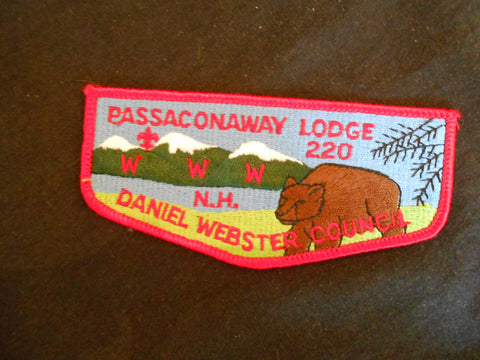 PASSACONAWAY LODGE
220
W W W
N.H.
DANIEL WEBSTER COUNCIL